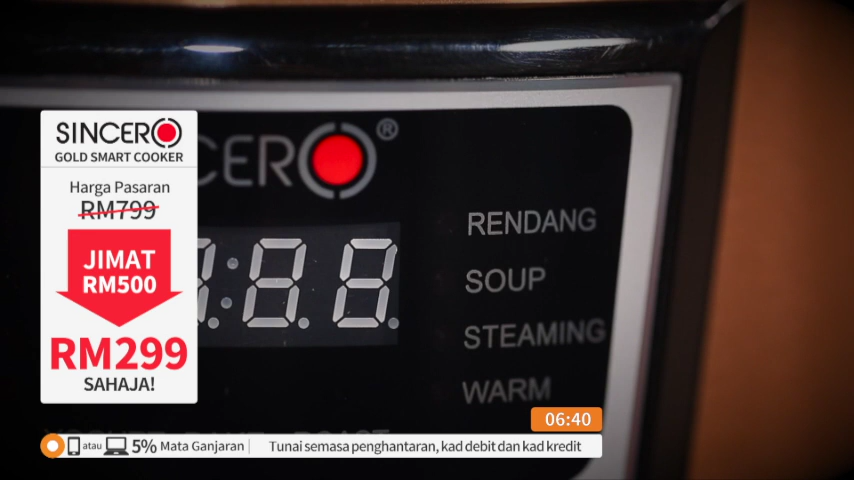 SINCERO
GOLD SMART COOKER
Harga Pasaran
RM799
JIMAT
RM500
RM299
SAHAJA!
CERO®
RENDANG
SOUP
STEAMING
WARM
06:40
atau 5% Mata Ganjaran
Tunai semasa penghantaran, kad debit dan kad kredit